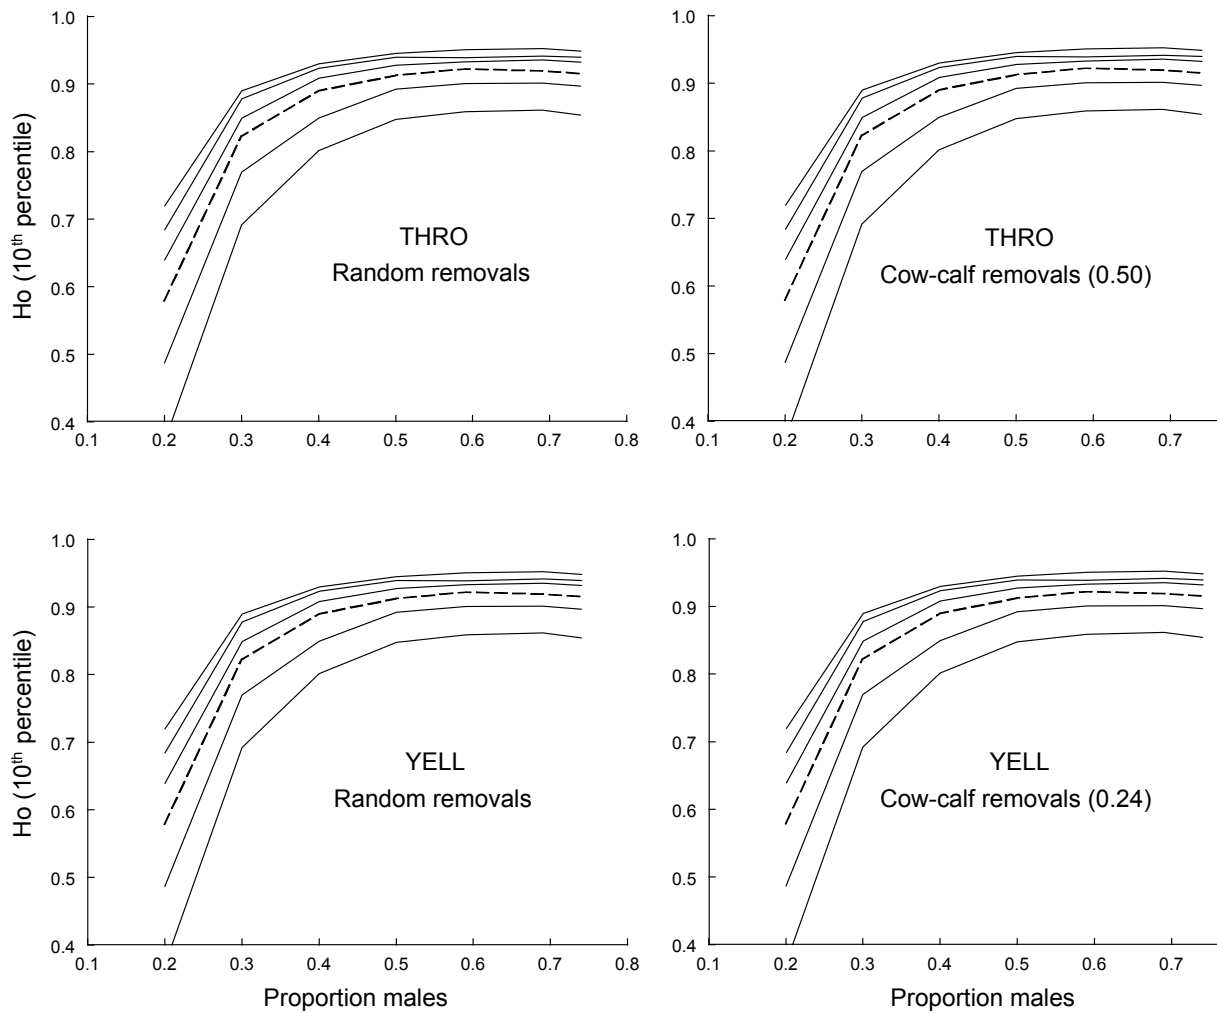 1.0
0.9
0.8
0.7
0.6
0.5
0.4
Ho (10th percentile)
THRO
Random removals
0.1 0.2 0.3 0.4 0.5 0.6 0.7 0.8
1.0
0.9
0.8
0.7
0.6
0.5
0.4
THRO
Cow-calf removals (0.50)
0.1 0.2 0.3 0.4 0.5 0.6 0.7
1.0
0.9
0.8
0.7
0.6
0.5
0.4
Ho (10th percentile)
YELL
Random removals
0.1 0.2 0.3 0.4 0.5 0.6 0.7 0.8
Proportion males
1.0
0.9
0.8
0.7
0.6
0.5
0.4
YELL
Cow-calf removals (0.24)
0.1 0.2 0.3 0.4 0.5 0.6 0.7
Proportion males